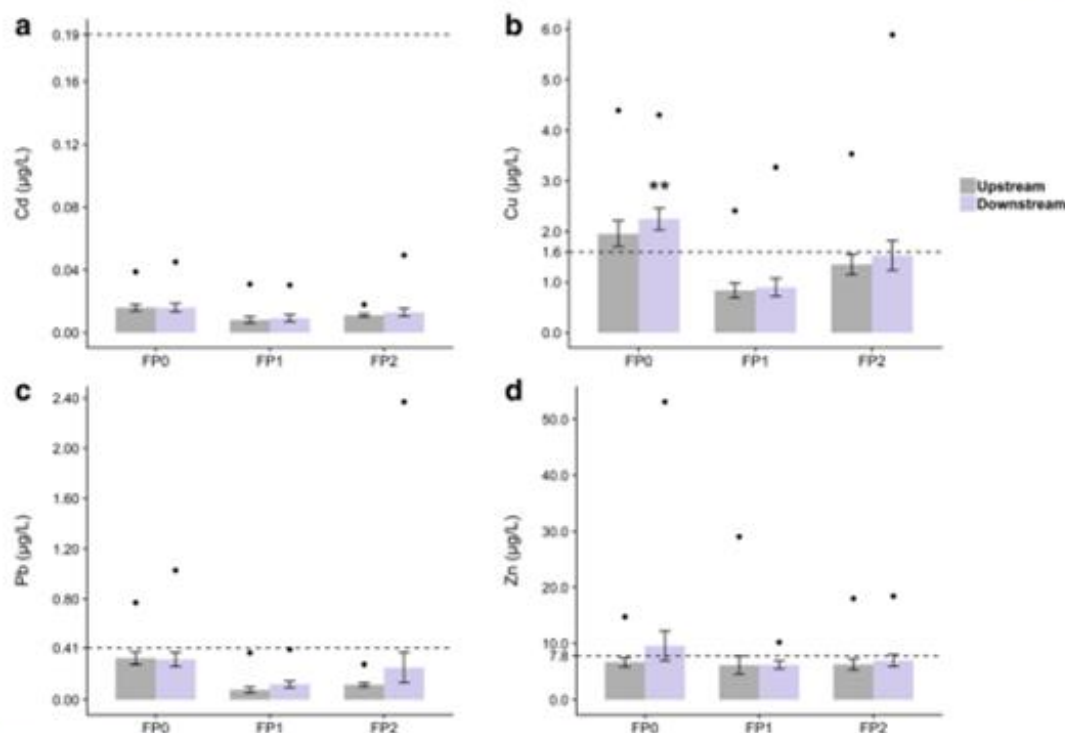 a
0.19
0.16
0.12
0.08
0.04
0.00
Cd (µg/L)
FP0 FP1 FP2
b
6.0
5.0
4.0
3.0
2.0
1.6
1.0
0.0
Cu (µg/L)
**
FP0 FP1 FP2
Upstream
Downstream
c
2.40
2.00
1.60
1.20
0.80
0.41
0.00
Pb (µg/L)
FP0 FP1 FP2
d
50.0
40.0
30.0
20.0
10.0
7.8
0.0
Zn (µg/L)
FP0 FP1 FP2